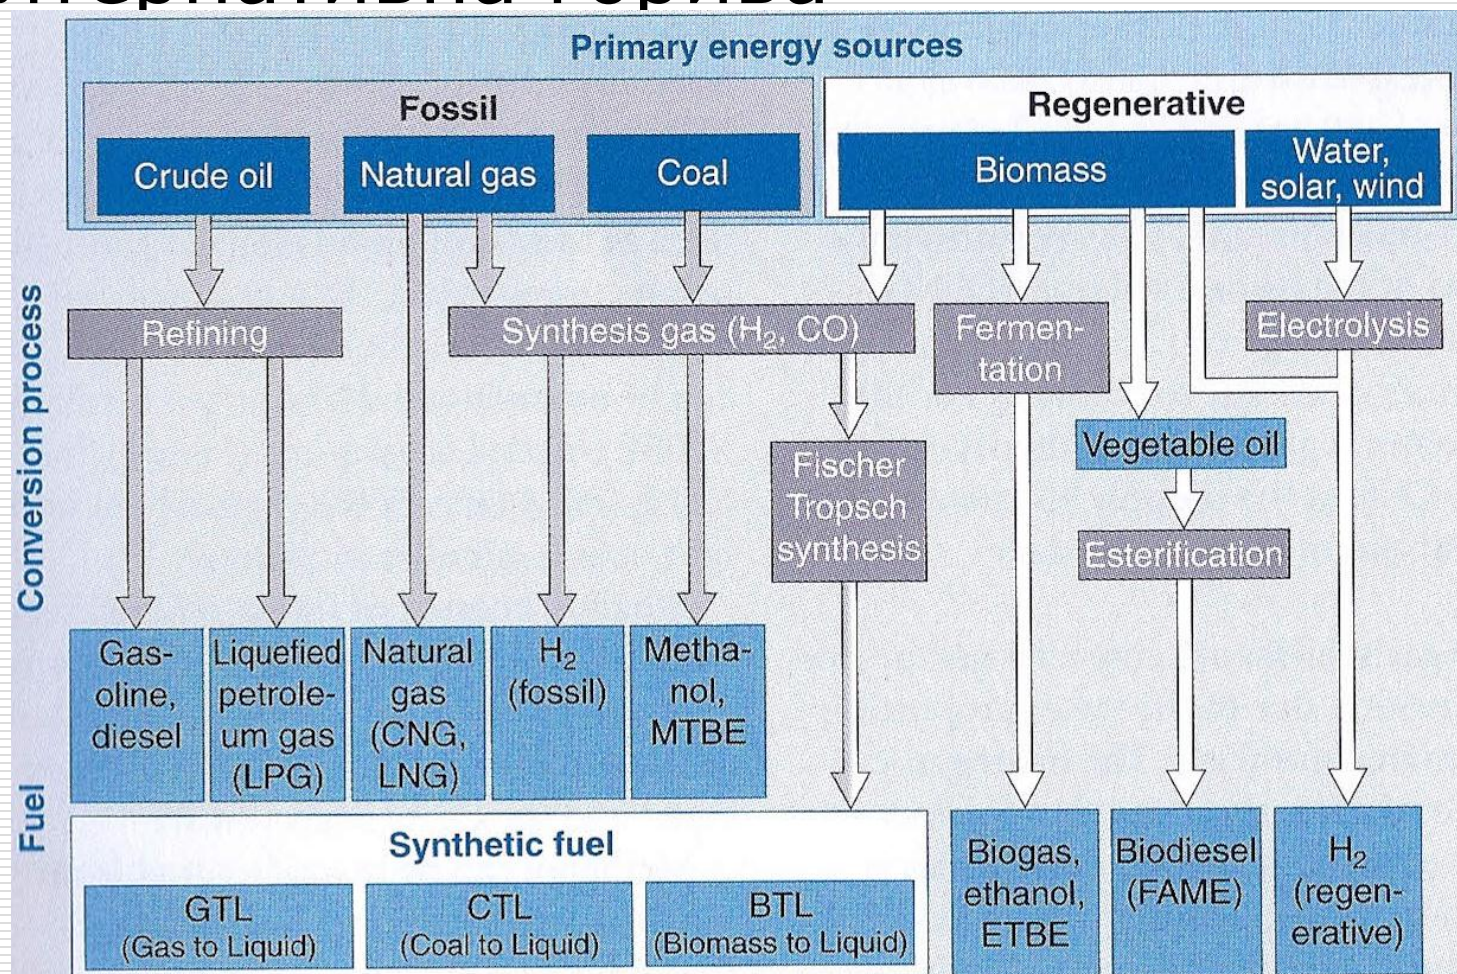 Primary energy sources
Fossil
Regenerative
Crude oil
Natural gas
Coal
Biomass
Water,
solar, wind
Conversion process
Refining
Synthesis gas (H₂, CO)
Fermen-
tation
Electrolysis
Fischer
Tropsch
synthesis
Vegetable oil
Esterification
Fuel
Gas-
oline,
diesel
Liquefied
petrole-
um gas
(LPG)
Natural
gas
(CNG,
LNG)
H₂
(fossil)
Metha-
nol,
MTBE
Synthetic fuel
GTL
(Gas to Liquid)
CTL
(Coal to Liquid)
BTL
(Biomass to Liquid)
Biogas,
ethanol,
ETBE
Biodiesel
(FAME)
H₂
(regen-
erative)